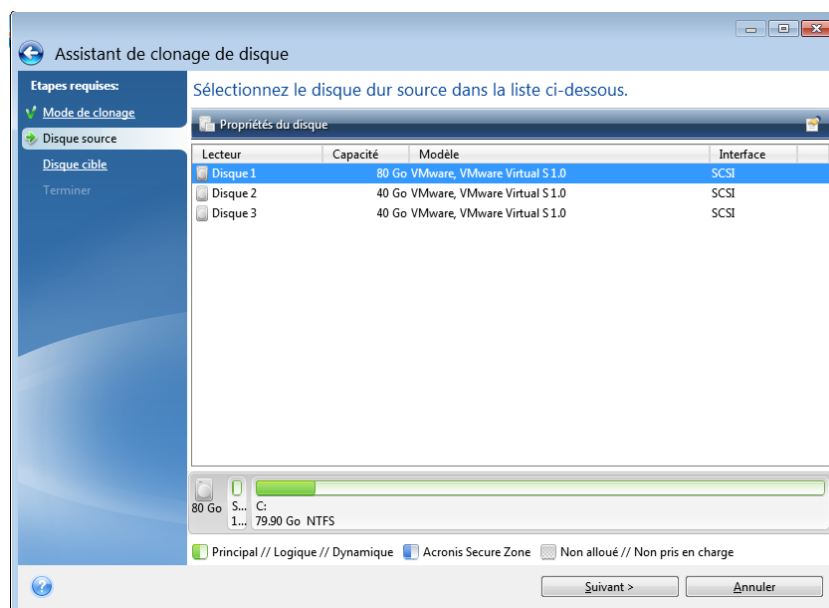 Assistant de clonage de disque
Etapes requises:
Mode de clonage
Disque source
Disque cible
Terminer
Sélectionnez le disque dur source dans la liste ci-dessous.
Propriétés du disque
Lecteur Capacité Modèle Interface
Disque 1 80 Go VMware, VMware Virtual S 1.0 SCSI
Disque 2 40 Go VMware, VMware Virtual S 1.0 SCSI
Disque 3 40 Go VMware, VMware Virtual S 1.0 SCSI
80 Go S... C:
1... 79.90 Go NTFS
Principal // Logique // Dynamique Acronis Secure Zone Non alloué // Non pris en charge
Suivant > Annuler